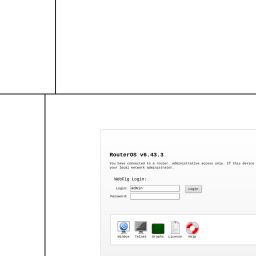 RouterOS v6.43.3
You have connected to a router. Administrative access only. If this device
your local network administrator.
WebFig Login:
Login: admin
Login
Password:
Winbox Telnet Graphs License Help